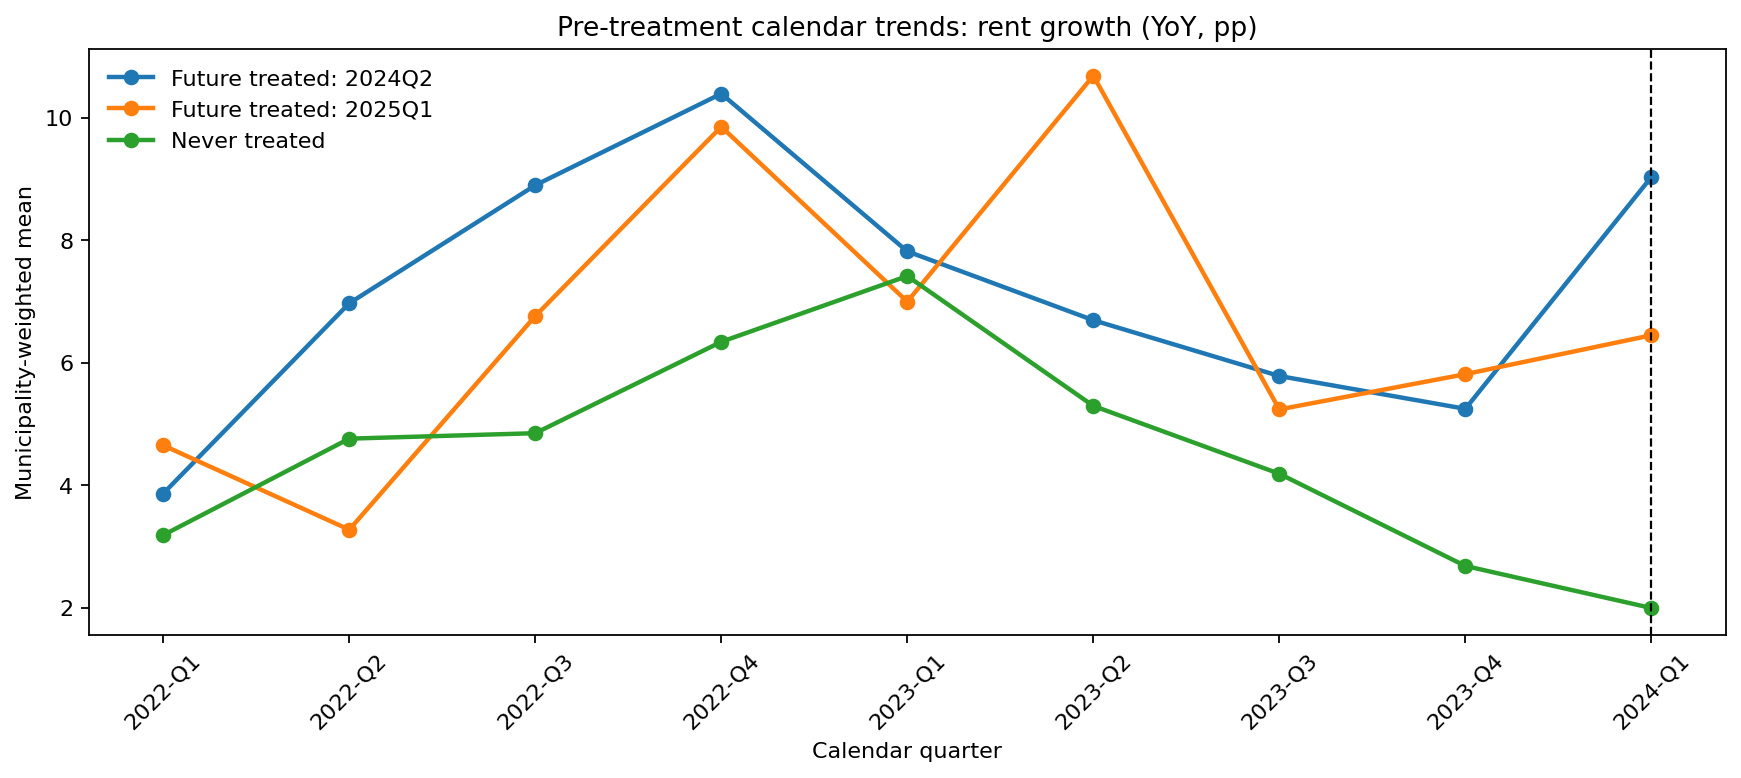 Pre-treatment calendar trends: rent growth (YoY, pp)
Future treated: 2024Q2
Future treated: 2025Q1
Never treated
Municipality-weighted mean
10
8
6
4
2
2022-Q1
2022-Q2
2022-Q3
2022-Q4
2023-Q1
2023-Q2
2023-Q3
2023-Q4
2024-Q1
Calendar quarter